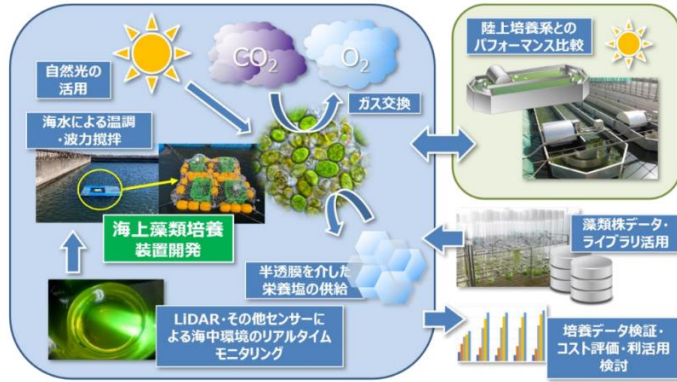 CO2
O2
自然光の
活用
ガス交換
海水による温調
・波力撹拌
海上藻類培養
装置開発
半透膜を介した
栄養塩の供給
LiDAR・その他センサーに
よる海中環境のリアルタイム
モニタリング
陸上培養系との
パフォーマンス比較
藻類株データ・
ライブラリ活用
培養データ検証・
コスト評価・利活用
検討